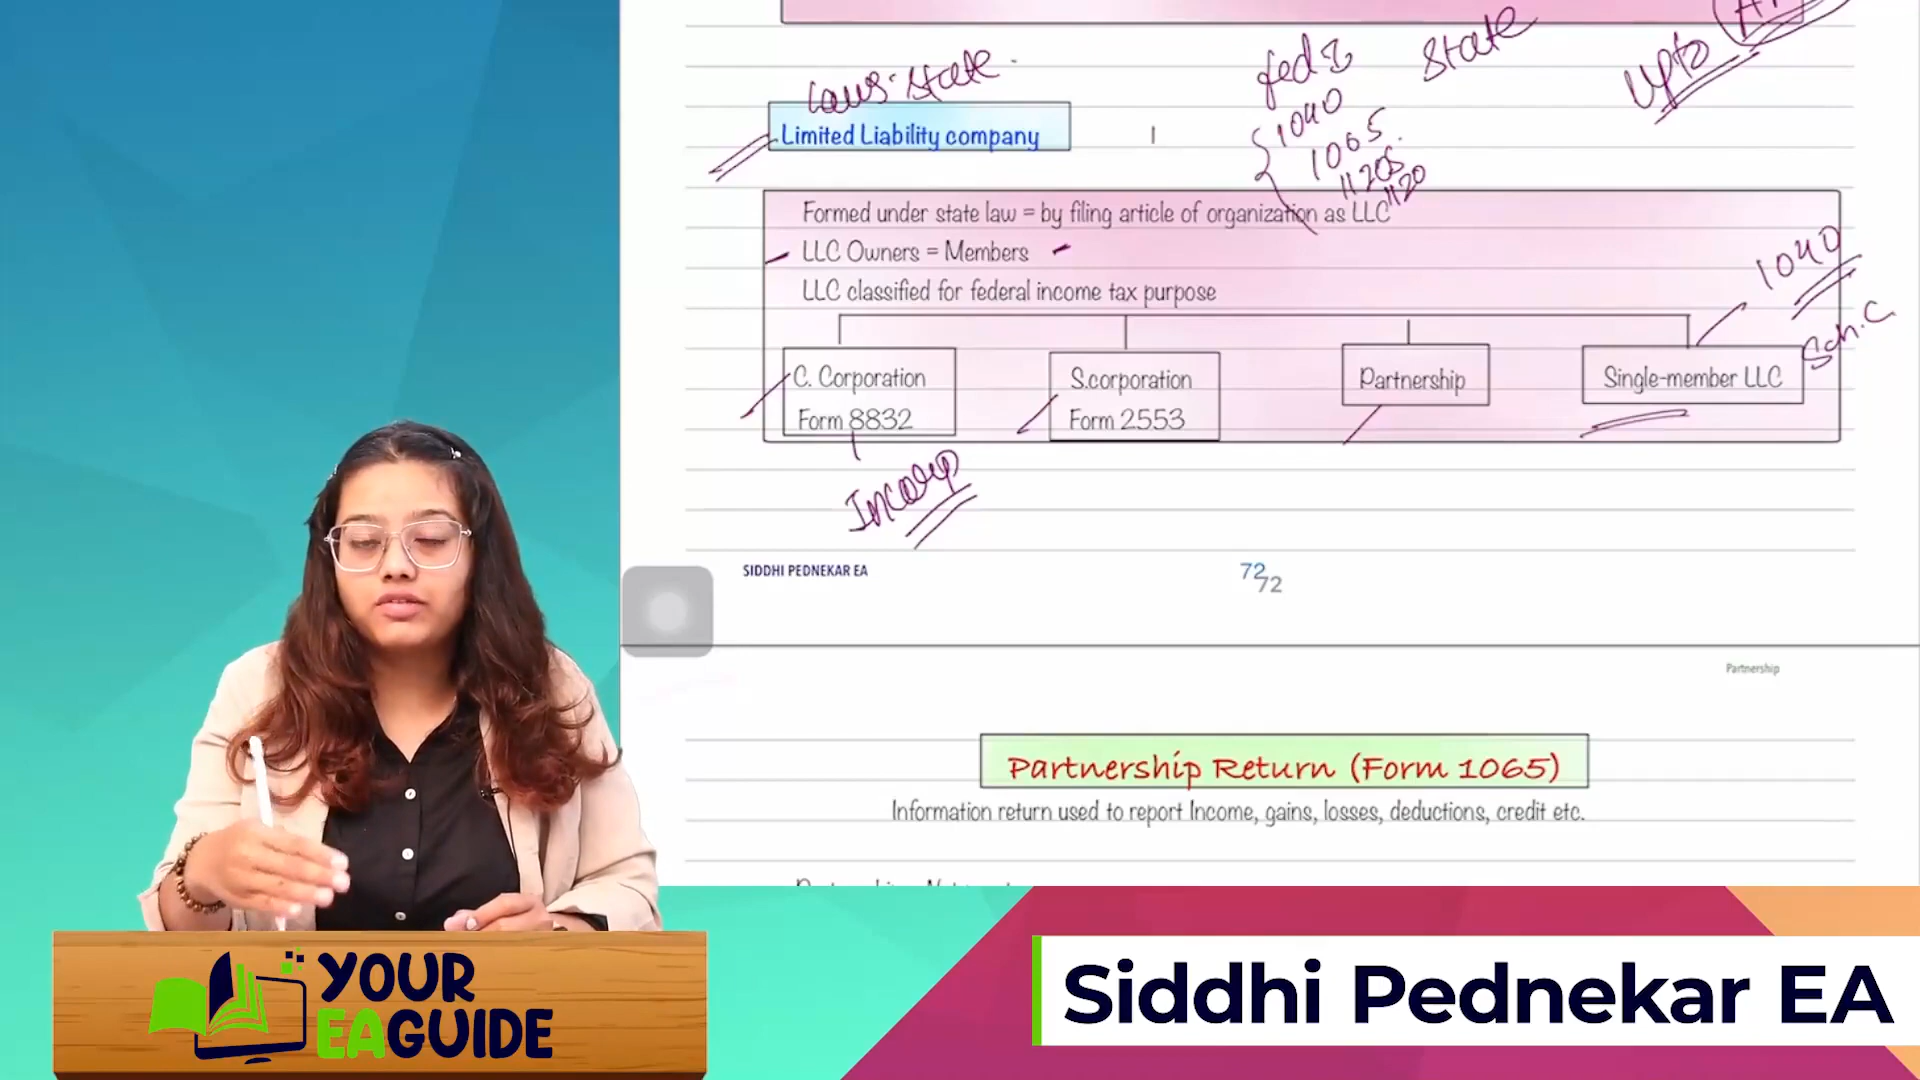 Laws: State
fed I
State
Upto
1040
1065
1120S
1120
Limited Liability company
Formed under state law = by filing article of organization as LLC
LLC Owners = Members
LLC classified for federal income tax purpose
1040
Sch. C
C. Corporation
Form 8832
S.corporation
Form 2553
Partnership
Single-member LLC
Incorp
SIDDHI PEDNEKAR EA
72
72
Partnership
Partnership Return (Form 1065)
Information return used to report Income, gains, losses, deductions, credit etc.
YOUR
EAGUIDE
Siddhi Pednekar EA